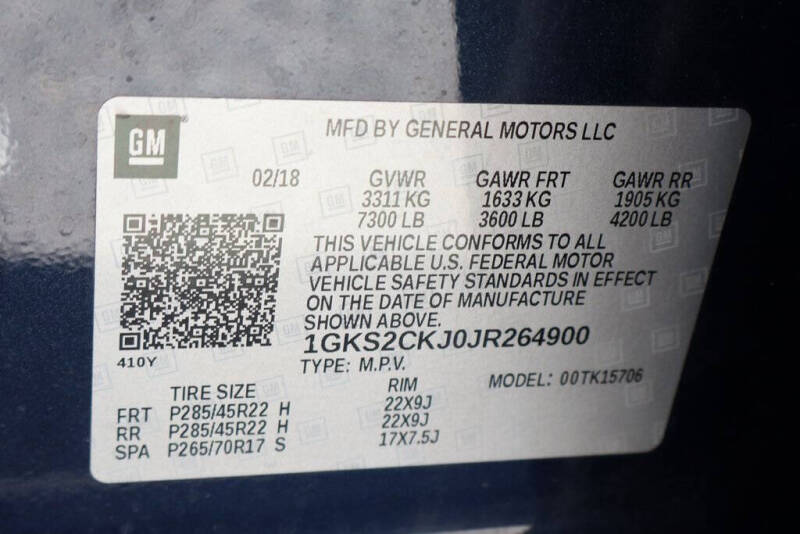 GM
MFD BY GENERAL MOTORS LLC
02/18 GVWR GAWR FRT GAWR RR
3311 KG 1633 KG 1905 KG
7300 LB 3600 LB 4200 LB
THIS VEHICLE CONFORMS TO ALL
APPLICABLE U.S. FEDERAL MOTOR
VEHICLE SAFETY STANDARDS IN EFFECT
ON THE DATE OF MANUFACTURE
SHOWN ABOVE.
1GKS2CKJ0JR264900
410Y
TYPE: M.P.V. MODEL: 00TK15706
TIRE SIZE RIM
FRT P285/45R22 H 22X9J
RR P285/45R22 H 22X9J
SPA P265/70R17 S 17X7.5J